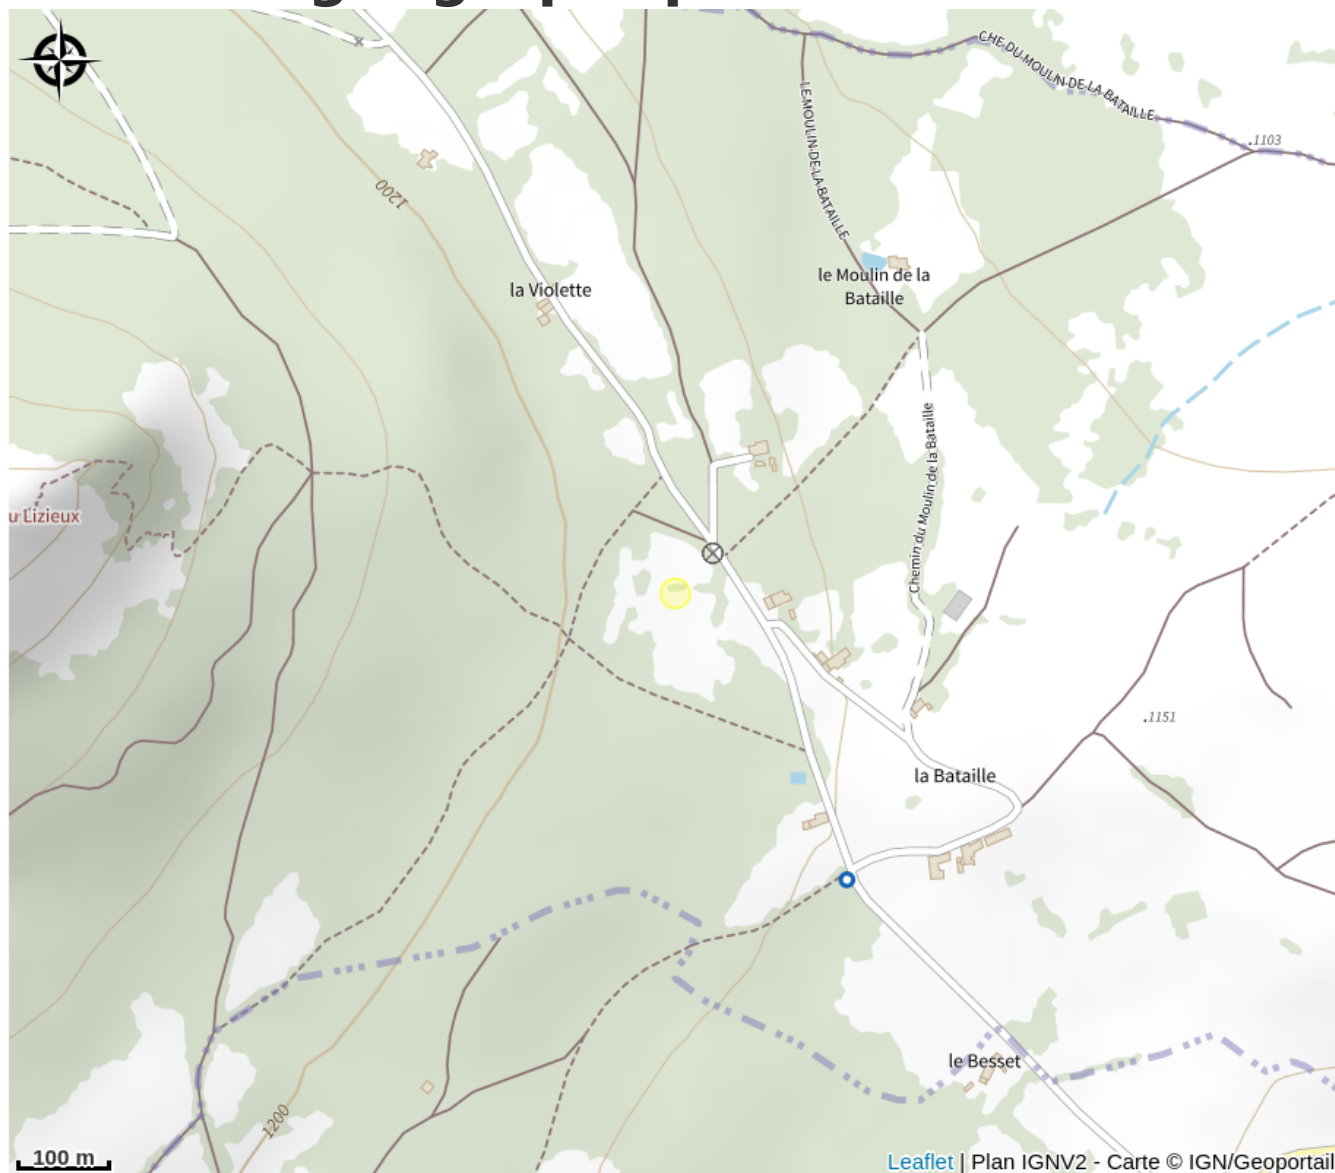 CHE DU MOULIN DE LA BATAILLE
.1103
LE MOULIN DE LA BATAILLE
1200
le Moulin de la
Bataille
la Violette
Chemin du Moulin de la Bataille
u Lizieux
.1151
la Bataille
le Besset
1200
100 m
Leaflet | Plan IGNV2 - Carte © IGN/Geoportail